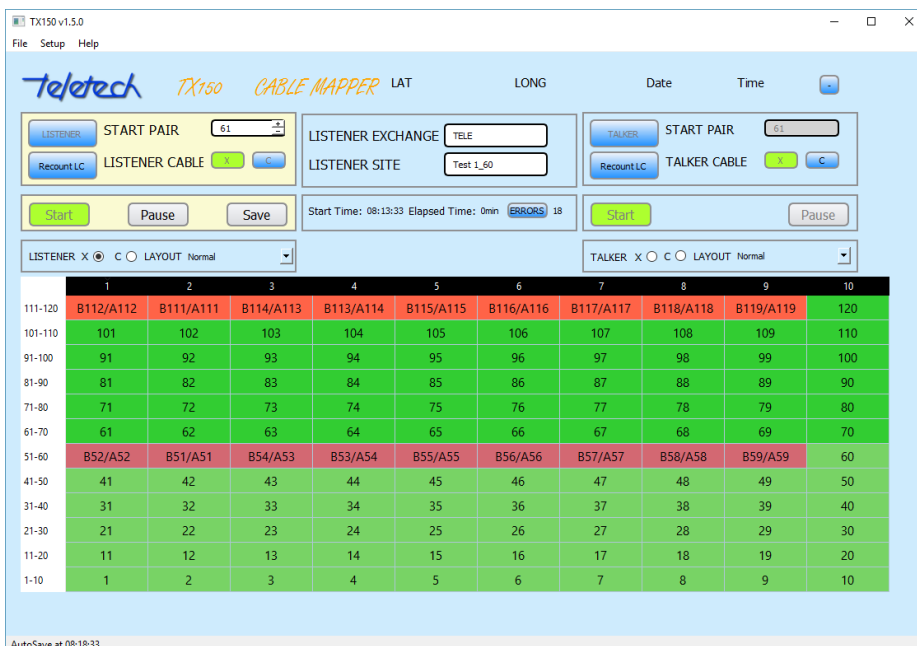 TX150 v1.5.0
File Setup Help
Teletech TX150 CABLE MAPPER LAT LONG Date Time -
LISTENER START PAIR 61
Recount LC LISTENER CABLE X C
LISTENER EXCHANGE TELE
LISTENER SITE Test 1_60
TALKER START PAIR 61
Recount LC TALKER CABLE X C
Start Pause Save
Start Time: 08:13:33 Elapsed Time: 0min ERRORS 18
Start Pause
LISTENER X C LAYOUT Normal
TALKER X C LAYOUT Normal
1 2 3 4 5 6 7 8 9 10
111-120 B112/A112 B111/A111 B114/A113 B113/A114 B115/A115 B116/A116 B117/A117 B118/A118 B119/A119 120
101-110 101 102 103 104 105 106 107 108 109 110
91-100 91 92 93 94 95 96 97 98 99 100
81-90 81 82 83 84 85 86 87 88 89 90
71-80 71 72 73 74 75 76 77 78 79 80
61-70 61 62 63 64 65 66 67 68 69 70
51-60 B52/A52 B51/A51 B54/A53 B53/A54 B55/A55 B56/A56 B57/A57 B58/A58 B59/A59 60
41-50 41 42 43 44 45 46 47 48 49 50
31-40 31 32 33 34 35 36 37 38 39 40
21-30 21 22 23 24 25 26 27 28 29 30
11-20 11 12 13 14 15 16 17 18 19 20
1-10 1 2 3 4 5 6 7 8 9 10
AutoSave at 08:18:33